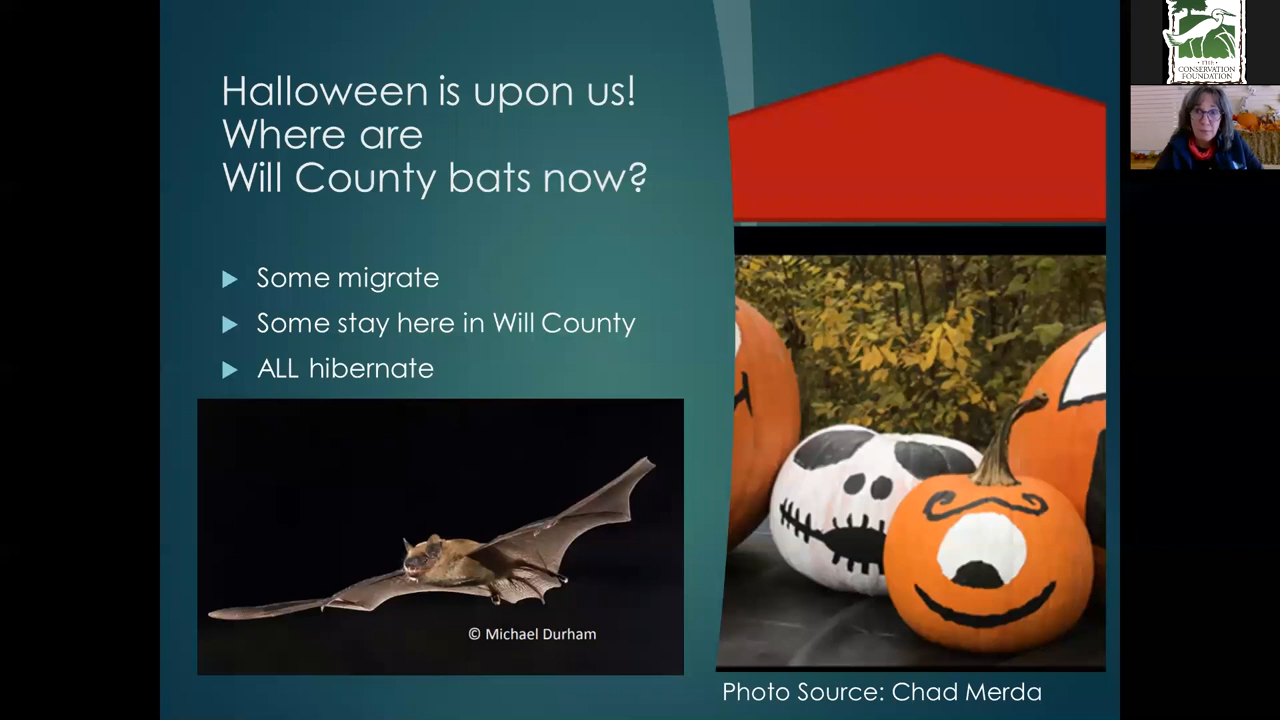 Halloween is upon us!
Where are
Will County bats now?
Some migrate
Some stay here in Will County
ALL hibernate
© Michael Durham
Photo Source: Chad Merda
• THE •
CONSERVATION
FOUNDATION